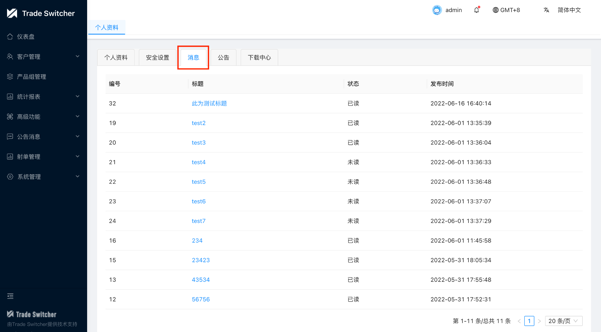 Trade Switcher
admin
GMT+8
简体中文
仪表盘
客户管理
产品组管理
统计报表
高级功能
公告消息
射单管理
系统管理
Trade Switcher
由Trade Switcher提供技术支持
个人资料
个人资料 安全设置 消息 公告 下载中心
编号 标题 状态 发布时间
32 此为测试标题 已读 2022-06-16 16:40:14
19 test2 已读 2022-06-01 13:35:39
20 test3 已读 2022-06-01 13:36:04
21 test4 未读 2022-06-01 13:36:33
22 test5 未读 2022-06-01 13:36:48
23 test6 未读 2022-06-01 13:37:07
24 test7 未读 2022-06-01 13:37:29
16 234 已读 2022-06-01 11:45:58
15 23423 已读 2022-05-31 18:05:34
13 43534 已读 2022-05-31 17:55:48
12 56756 已读 2022-05-31 17:52:31
第 1-11 条/总共 11 条 1 20 条/页